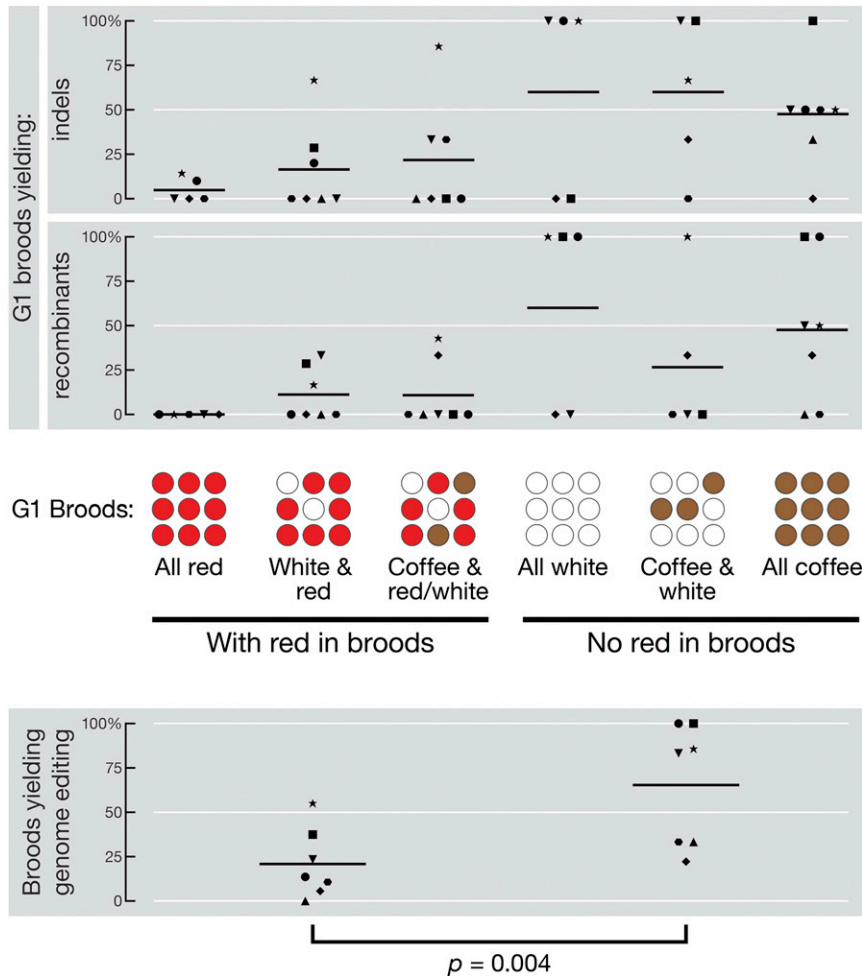 G1 broods yielding:
indels
100%
75
50
25
0
recombinants
100%
75
50
25
0
G1 Broods:
All red
White &
red
Coffee &
red/white
All white
Coffee &
white
All coffee
With red in broods
No red in broods
Broods yielding
genome editing
100%
75
50
25
0
p = 0.004